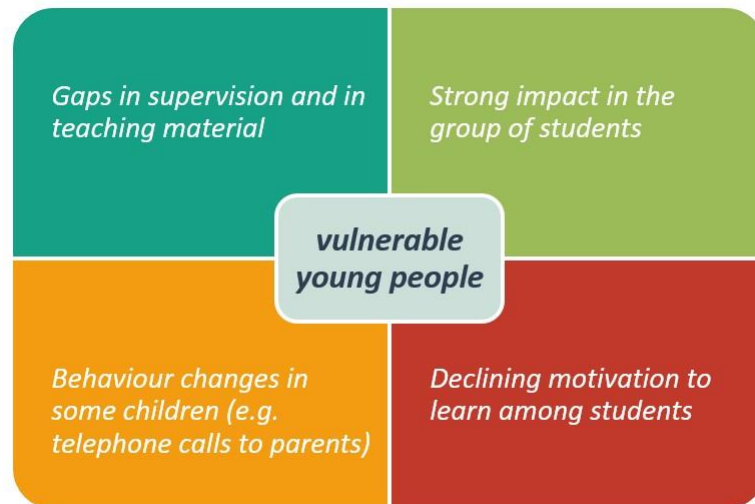 Gaps in supervision and in
teaching material
Strong impact in the
group of students
vulnerable
young people
Behaviour changes in
some children (e.g.
telephone calls to parents)
Declining motivation to
learn among students